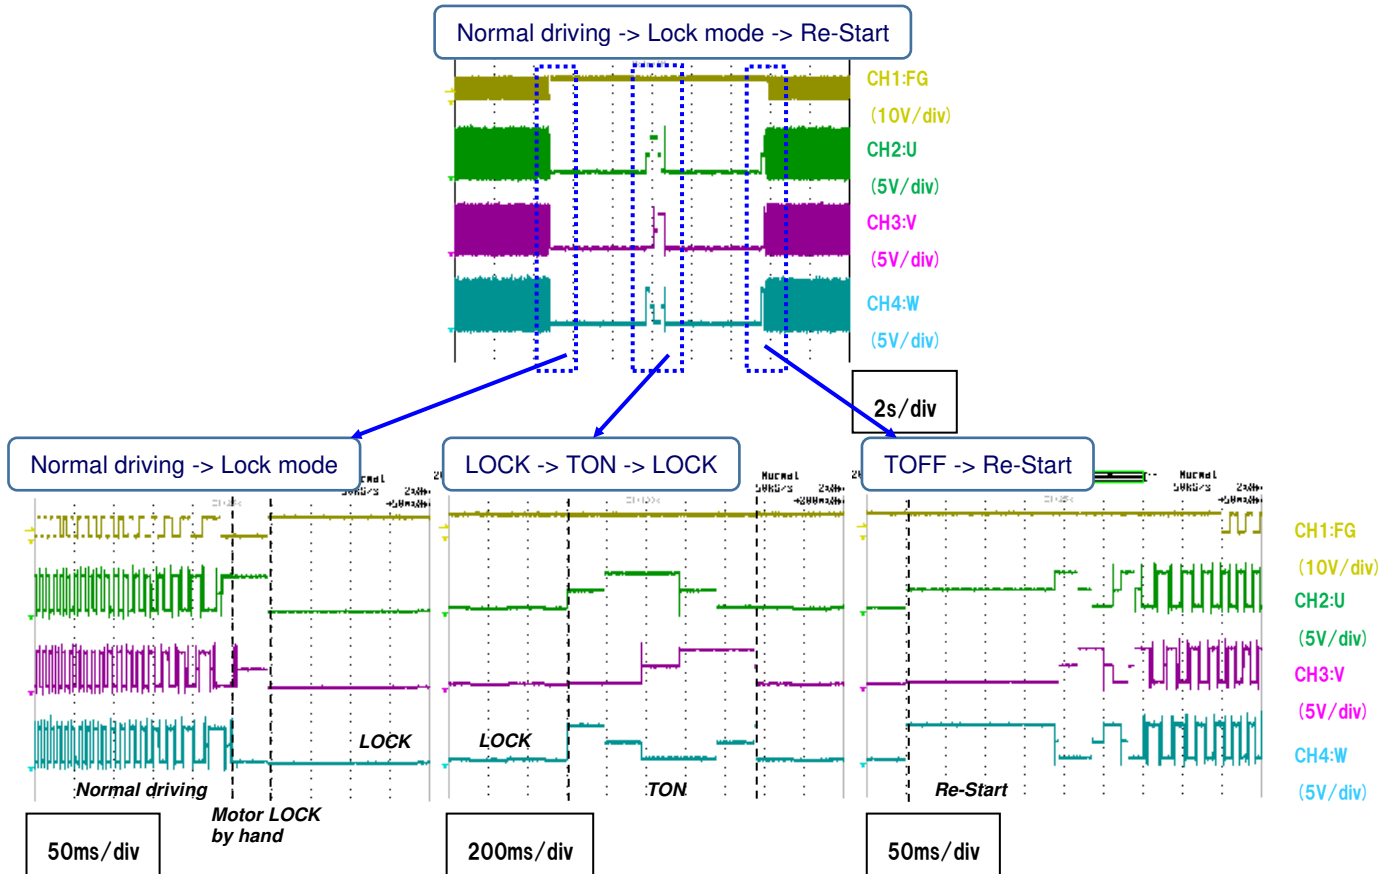 Normal driving -> Lock mode -> Re-Start
CH1:FG
(10V/div)
CH2:U
(5V/div)
CH3:V
(5V/div)
CH4:W
(5V/div)
2s/div
Normal driving -> Lock mode
LOCK -> TON -> LOCK
TOFF -> Re-Start
Normal
Normal
CH1:FG
(10V/div)
CH2:U
(5V/div)
CH3:V
(5V/div)
CH4:W
(5V/div)
LOCK
LOCK
Normal driving
TON
Re-Start
Motor LOCK
by hand
50ms/div
200ms/div
50ms/div